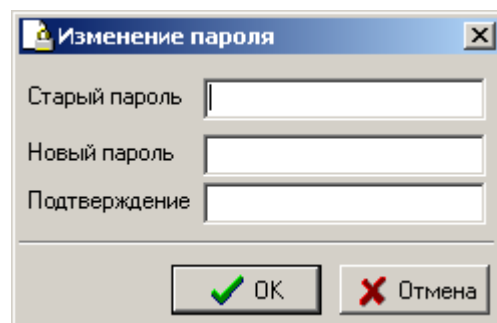 Изменение пароля
Старый пароль
Новый пароль
Подтверждение
OK
Отмена